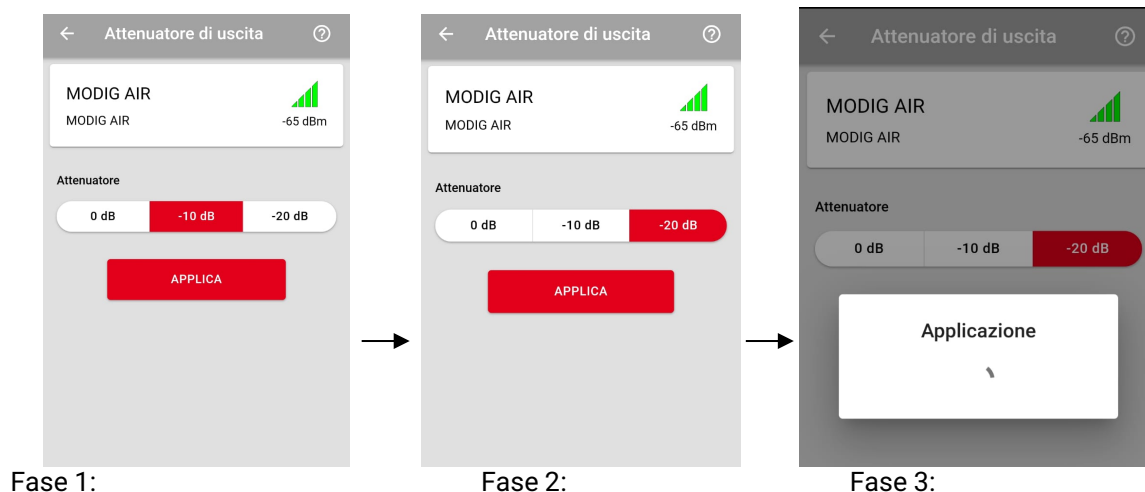 Attenuatore di uscita
MODIG AIR
MODIG AIR
-65 dBm
Attenuatore
0 dB -10 dB -20 dB
APPLICA
Fase 1:
Attenuatore di uscita
MODIG AIR
MODIG AIR
-65 dBm
Attenuatore
0 dB -10 dB -20 dB
APPLICA
Fase 2:
Attenuatore di uscita
MODIG AIR
MODIG AIR
-65 dBm
Attenuatore
0 dB -10 dB -20 dB
Applicazione
Fase 3: